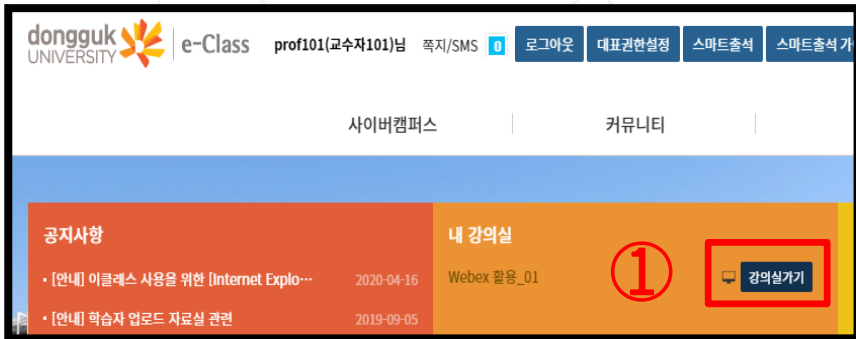 dongguk UNIVERSITY e-Class prof101(교수자101)님 쪽지/SMS 0 로그아웃 대표권한설정 스마트출석 스마트출석 가
사이버캠퍼스 커뮤니티
공지사항
• [안내] 이클래스 사용을 위한 [Internet Explo⋯ 2020-04-16
• [안내] 학습자 업로드 자료실 관련 2019-09-05
내 강의실
Webex 활용_01 ① 강의실가기